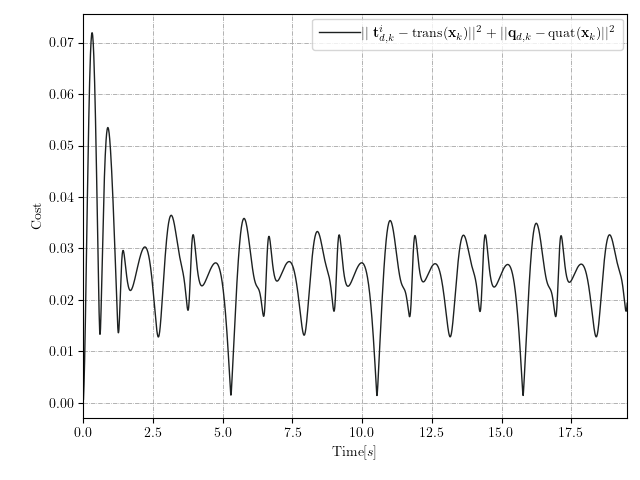 || t^i_{d,k} − trans(x_k)||² + ||q_{d,k} − quat(x_k)||²
0.07
0.06
0.05
0.04
0.03
0.02
0.01
0.00
Cost
0.0 2.5 5.0 7.5 10.0 12.5 15.0 17.5
Time[s]